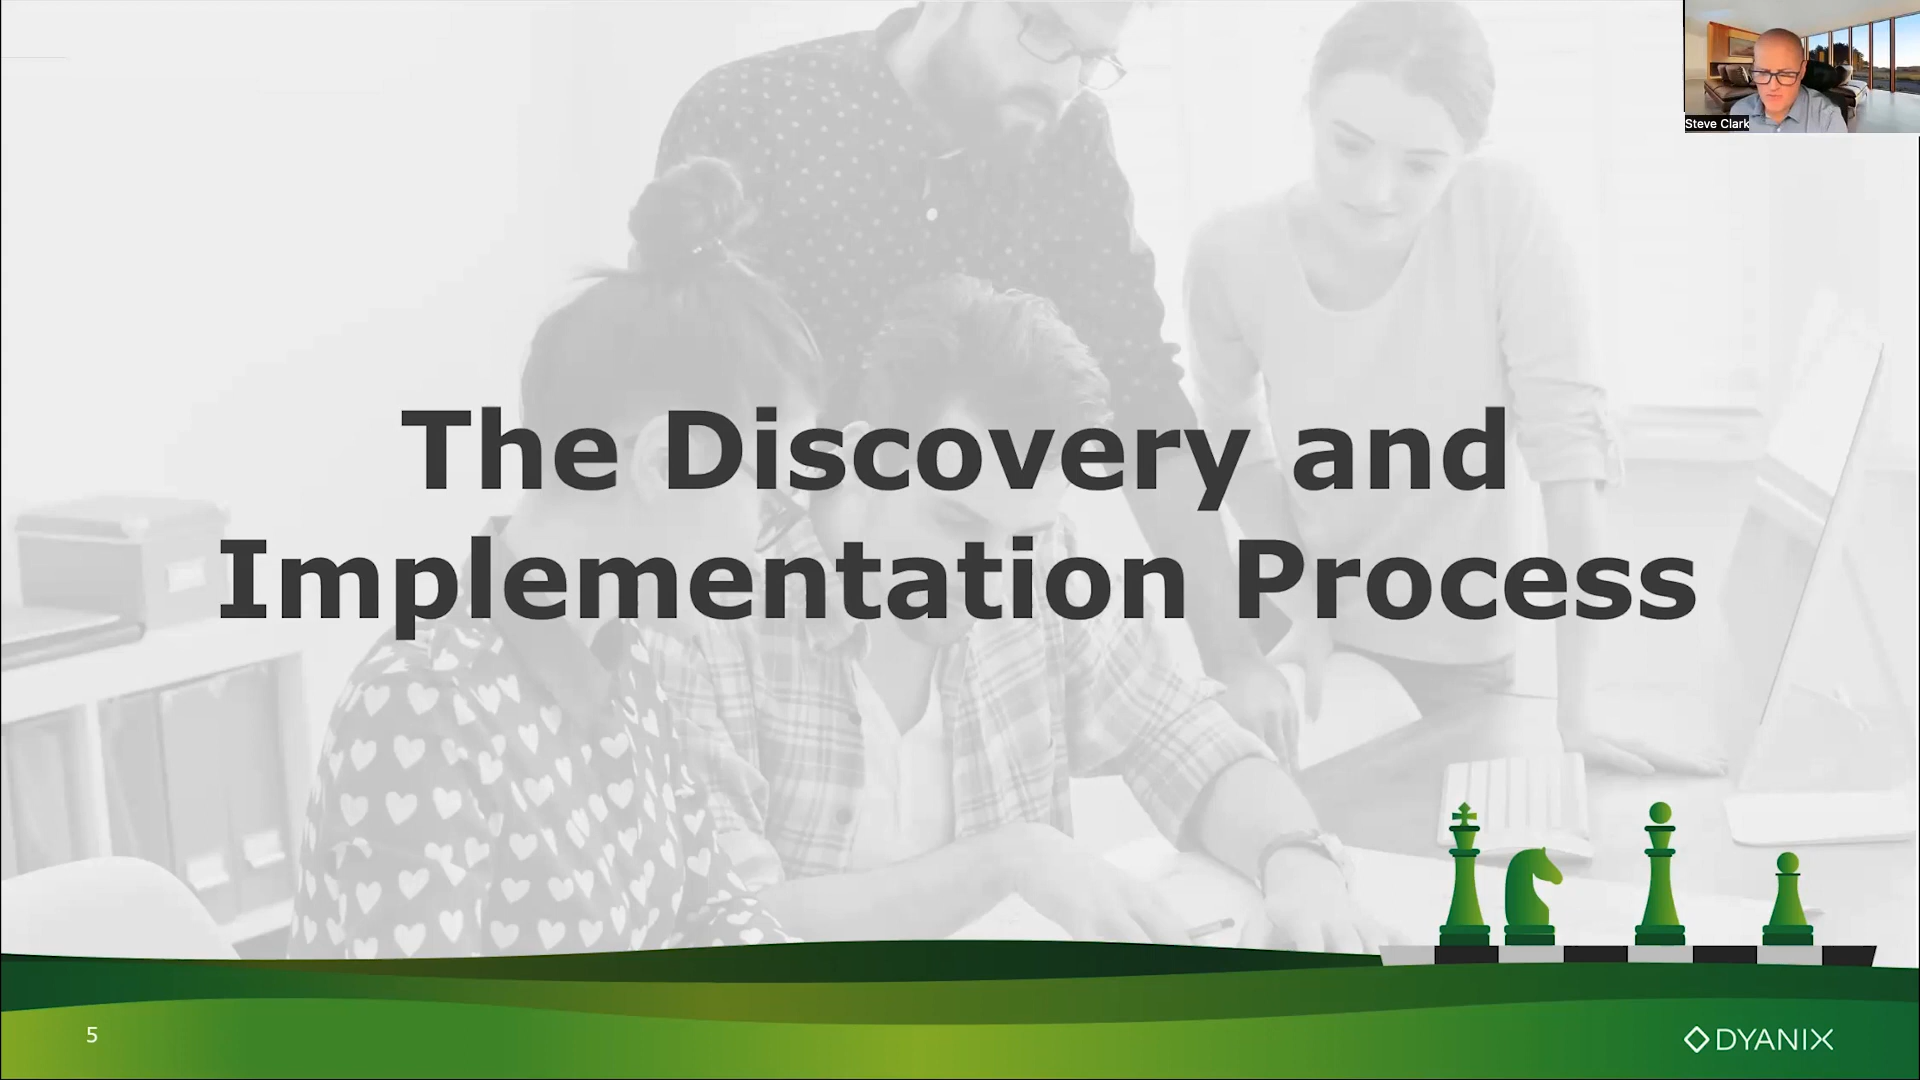 Steve Clark
The Discovery and
Implementation Process
5
DYANIX